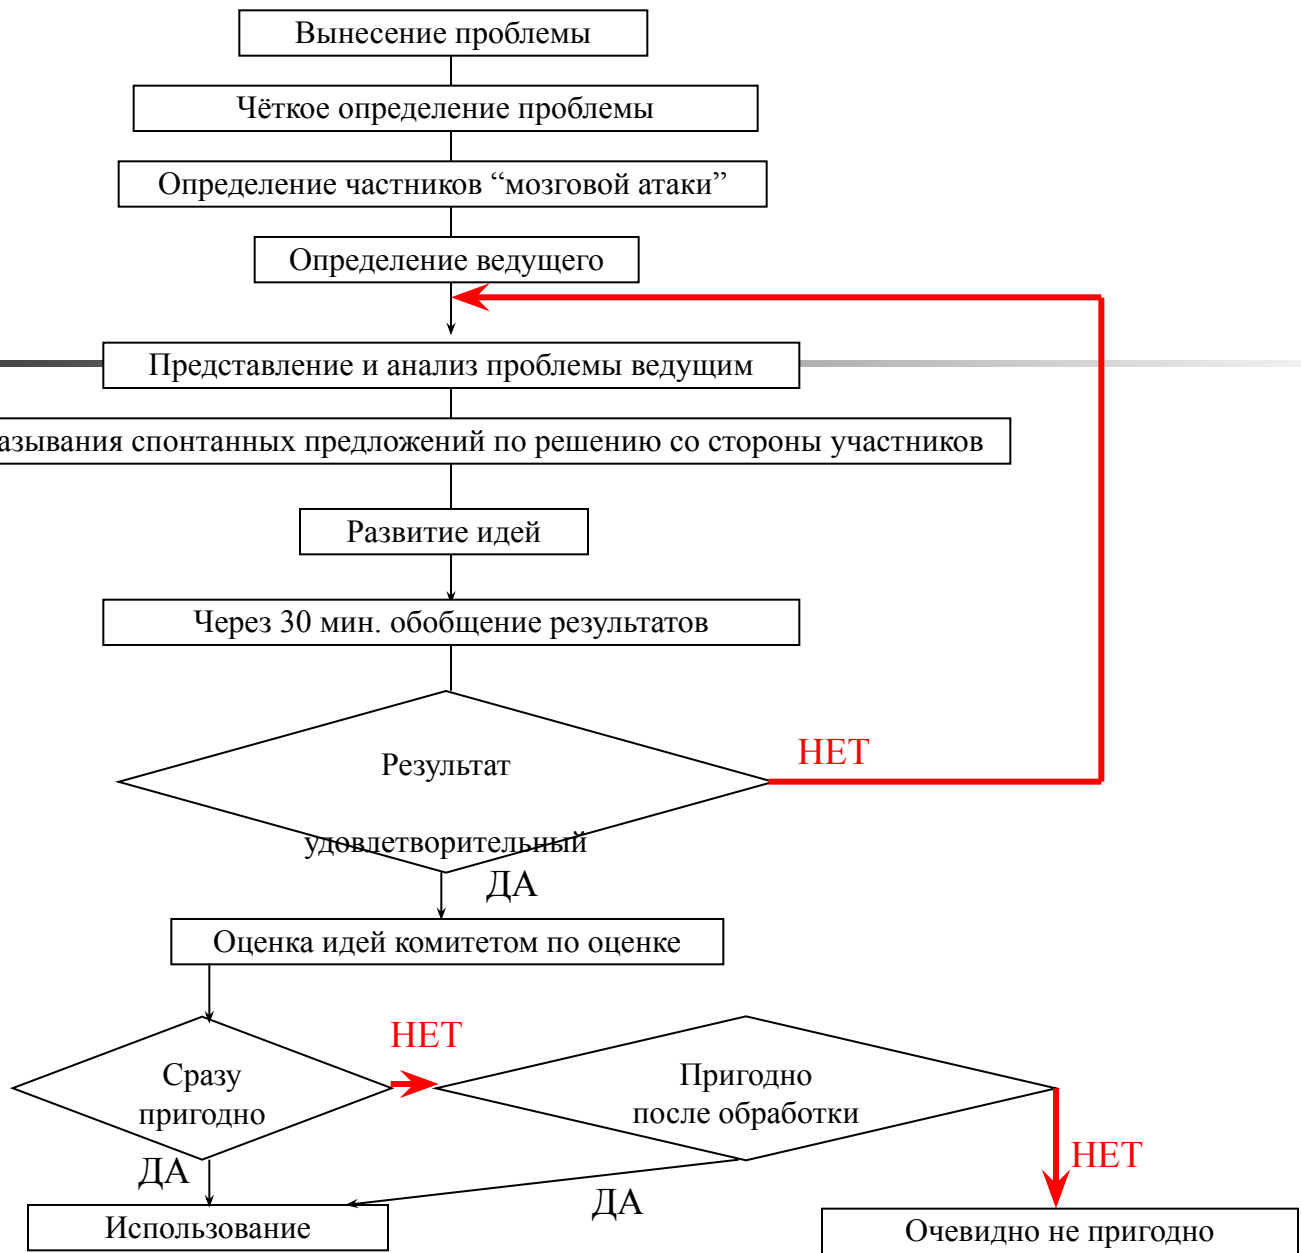 Вынесение проблемы
Чёткое определение проблемы
Определение частников “мозговой атаки”
Определение ведущего
Представление и анализ проблемы ведущим
спонтанных предложений по решению со стороны участников
Развитие идей
Через 30 мин. обобщение результатов
Результат
НЕТ
удовлетворительный
ДА
Оценка идей комитетом по оценке
НЕТ
Сразу
пригодно
Пригодно
после обработки
ДА
НЕТ
ДА
Использование
Очевидно не пригодно